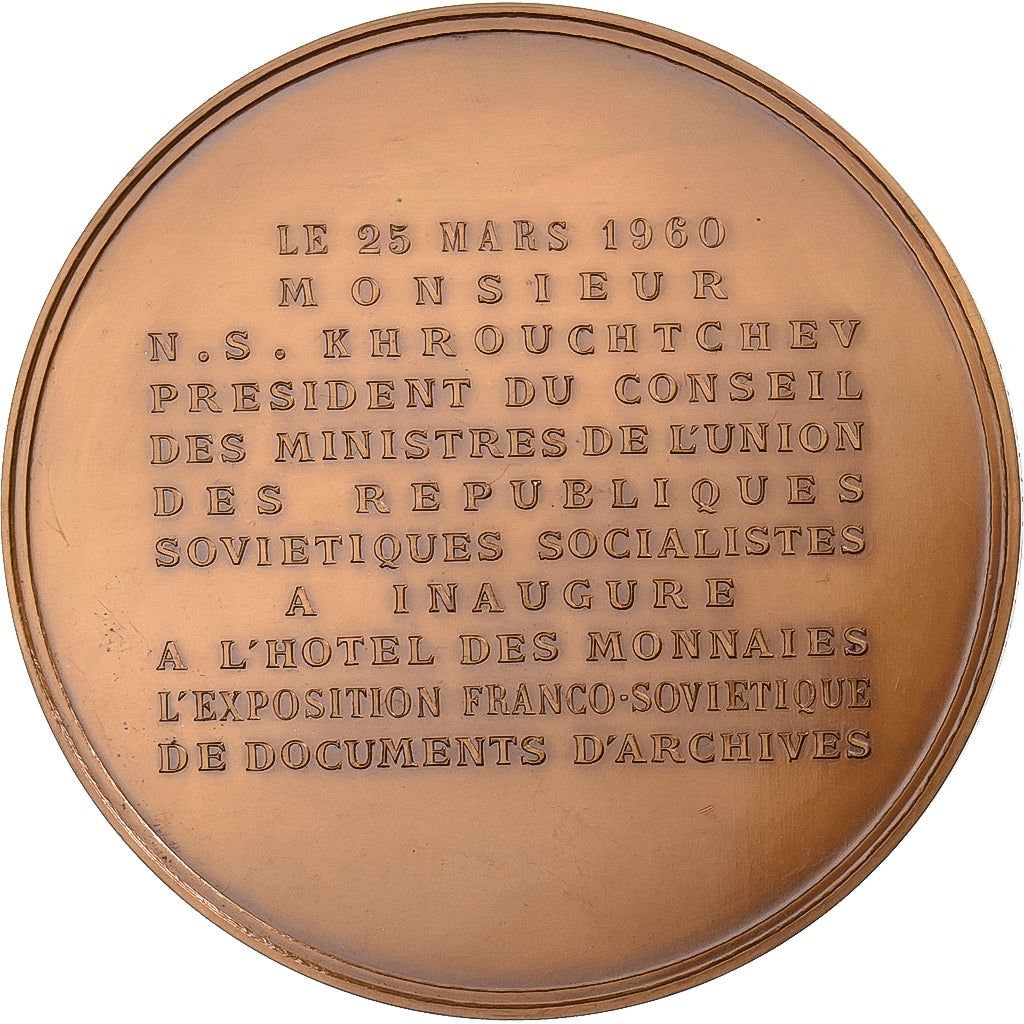 LE 25 MARS 1960
MONSIEUR
N.S. KHROUCHTCHEV
PRESIDENT DU CONSEIL
DES MINISTRES DE L'UNION
DES REPUBLIQUES
SOVIETIQUES SOCIALISTES
A INAUGURE
A L'HOTEL DES MONNAIES
L'EXPOSITION FRANCO-SOVIETIQUE
DE DOCUMENTS D'ARCHIVES